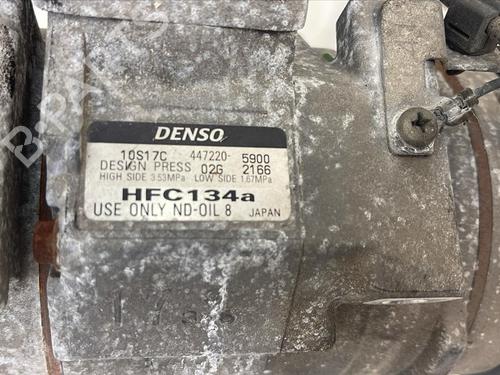 DENSO
10S17C 447220- 5900
DESIGN PRESS 02G 2166
HIGH SIDE 3.53MPa LOW SIDE 1.67MPa
HFC134a
USE ONLY ND-OIL 8 JAPAN